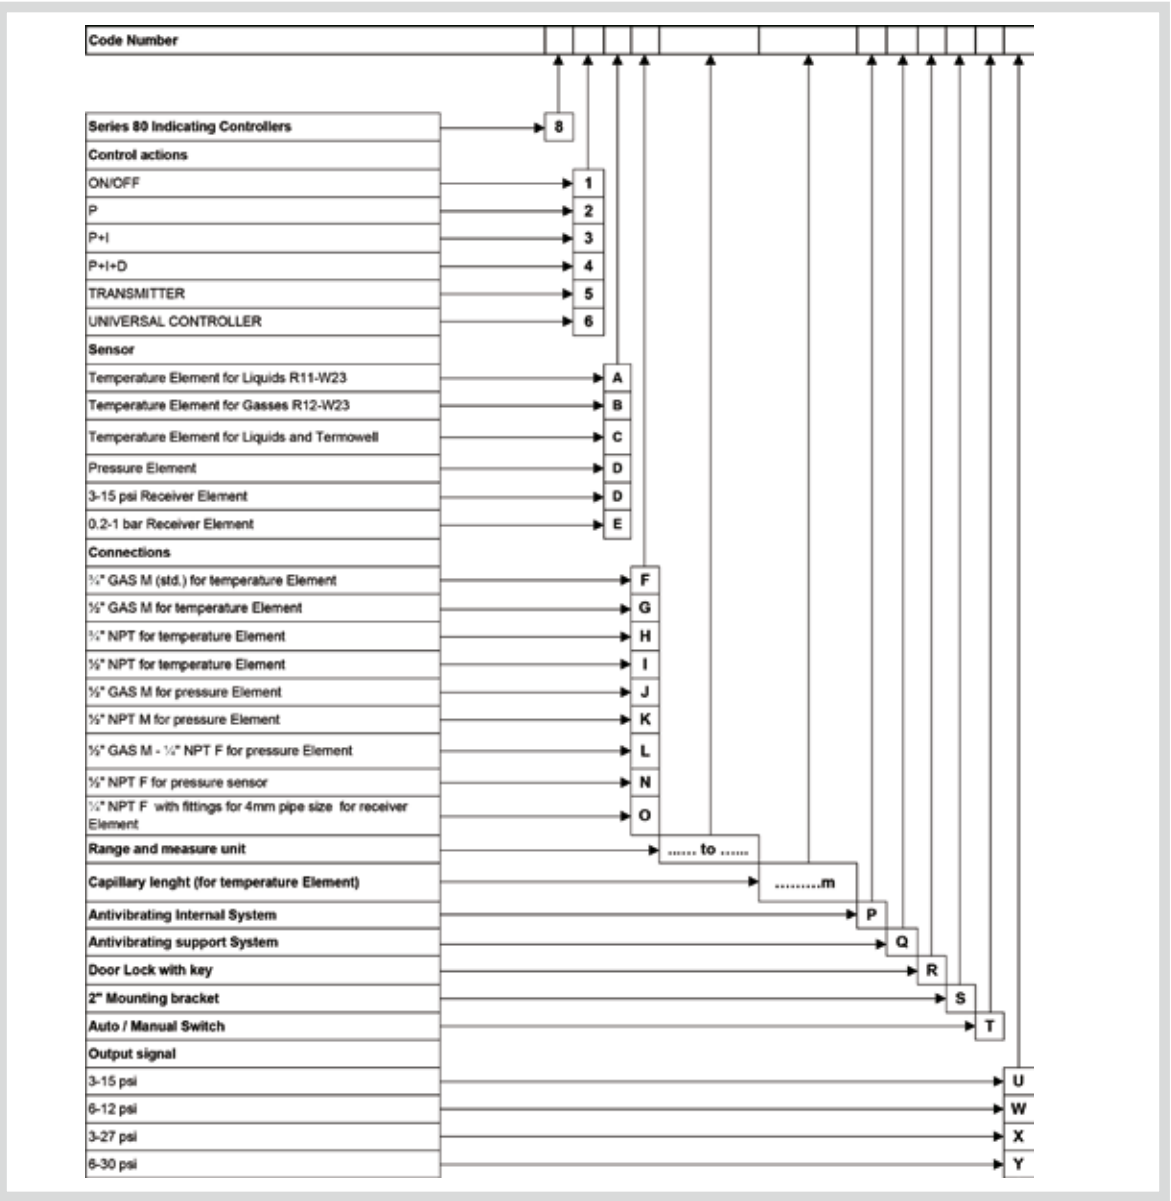 Code Number
Series 80 Indicating Controllers 8
Control actions
ON/OFF 1
P 2
P+I 3
P+I+D 4
TRANSMITTER 5
UNIVERSAL CONTROLLER 6
Sensor
Temperature Element for Liquids R11-W23 A
Temperature Element for Gasses R12-W23 B
Temperature Element for Liquids and Termowell C
Pressure Element D
3-15 psi Receiver Element D
0.2-1 bar Receiver Element E
Connections
GAS M (std.) for temperature Element F
½" GAS M for temperature Element G
NPT for temperature Element H
½" NPT for temperature Element I
½" GAS M for pressure Element J
½" NPT M for pressure Element K
½" GAS M - ¼" NPT F for pressure Element L
½" NPT F for pressure sensor N
¼" NPT F with fittings for 4mm pipe size for receiver
Element O
Range and measure unit ...... to ......
Capillary lenght (for temperature Element) .........m
Antivibrating Internal System P
Antivibrating support System Q
Door Lock with key R
2" Mounting bracket S
Auto / Manual Switch T
Output signal
3-15 psi U
6-12 psi W
3-27 psi X
6-30 psi Y